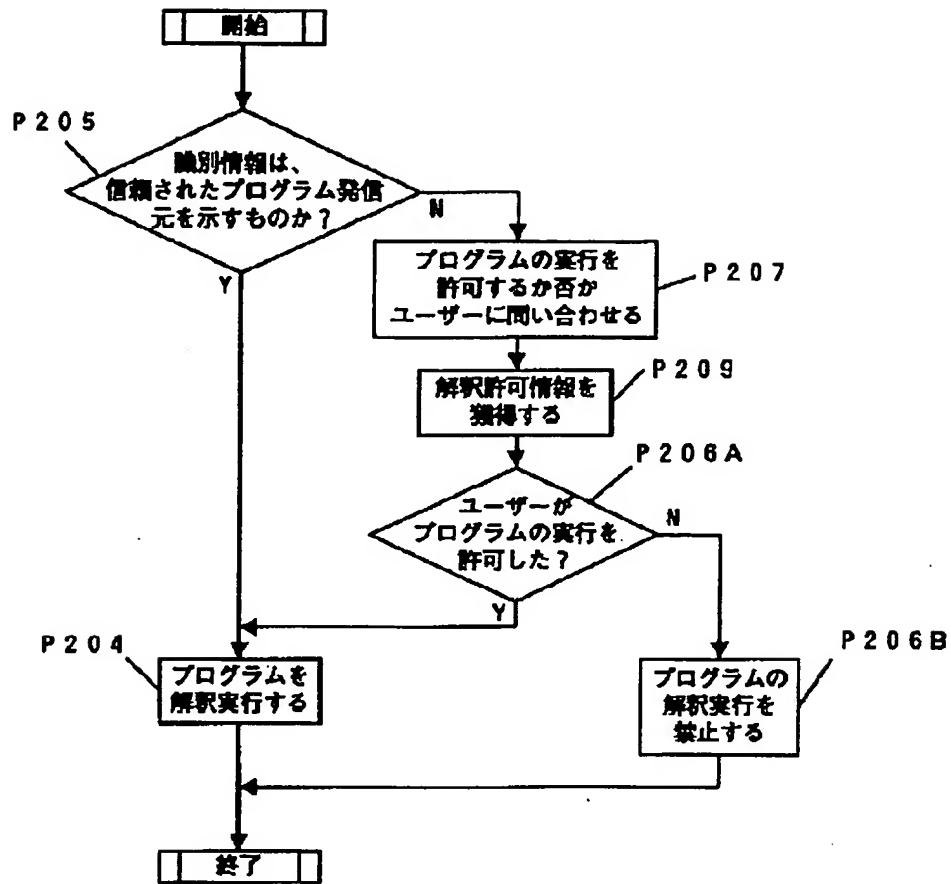 開始
P205
識別情報は、
信頼されたプログラム発信
元を示すものか？
N
Y
プログラムの実行を
許可するか否か
ユーザーに問い合わせる
P207
解釈許可情報を
獲得する
P209
P206A
ユーザーが
プログラムの実行を
許可した？
N
Y
P204
プログラムを
解釈実行する
P206B
プログラムの
解釈実行を
禁止する
終了